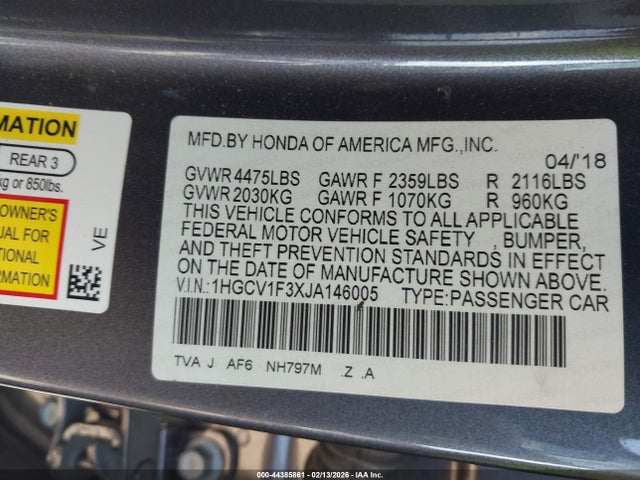 MATION
REAR 3
kg or 850lbs.
OWNER'S
UAL FOR
TIONAL
ORMATION
VE
MFD.BY HONDA OF AMERICA MFG.,INC.
04/'18
GVWR 4475LBS GAWR F 2359LBS R 2116LBS
GVWR 2030KG GAWR F 1070KG R 960KG
THIS VEHICLE CONFORMS TO ALL APPLICABLE
FEDERAL MOTOR VEHICLE SAFETY , BUMPER,
AND THEFT PREVENTION STANDARDS IN EFFECT
ON THE DATE OF MANUFACTURE SHOWN ABOVE.
V.I.N.:1HGCV1F3XJA146005 TYPE:PASSENGER CAR
TVA J AF6 NH797M .Z .A
000-44385861 - 02/13/2026 - IAA Inc.